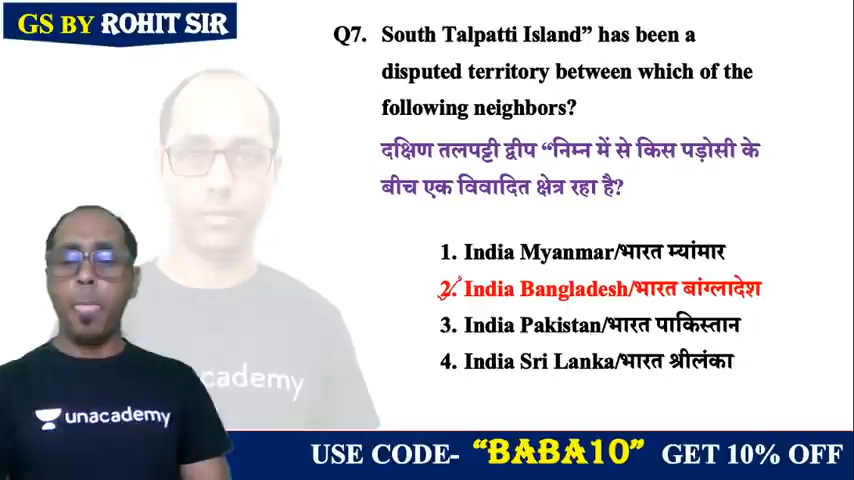 GS BY ROHIT SIR
Q7. South Talpatti Island” has been a
disputed territory between which of the
following neighbors?
दक्षिण तलपट्टी द्वीप “निम्न में से किस पड़ोसी के
बीच एक विवादित क्षेत्र रहा है?
1. India Myanmar/भारत म्यांमार
2. India Bangladesh/भारत बांग्लादेश
3. India Pakistan/भारत पाकिस्तान
4. India Sri Lanka/भारत श्रीलंका
cademy
unacademy
USE CODE- “BABA10” GET 10% OFF